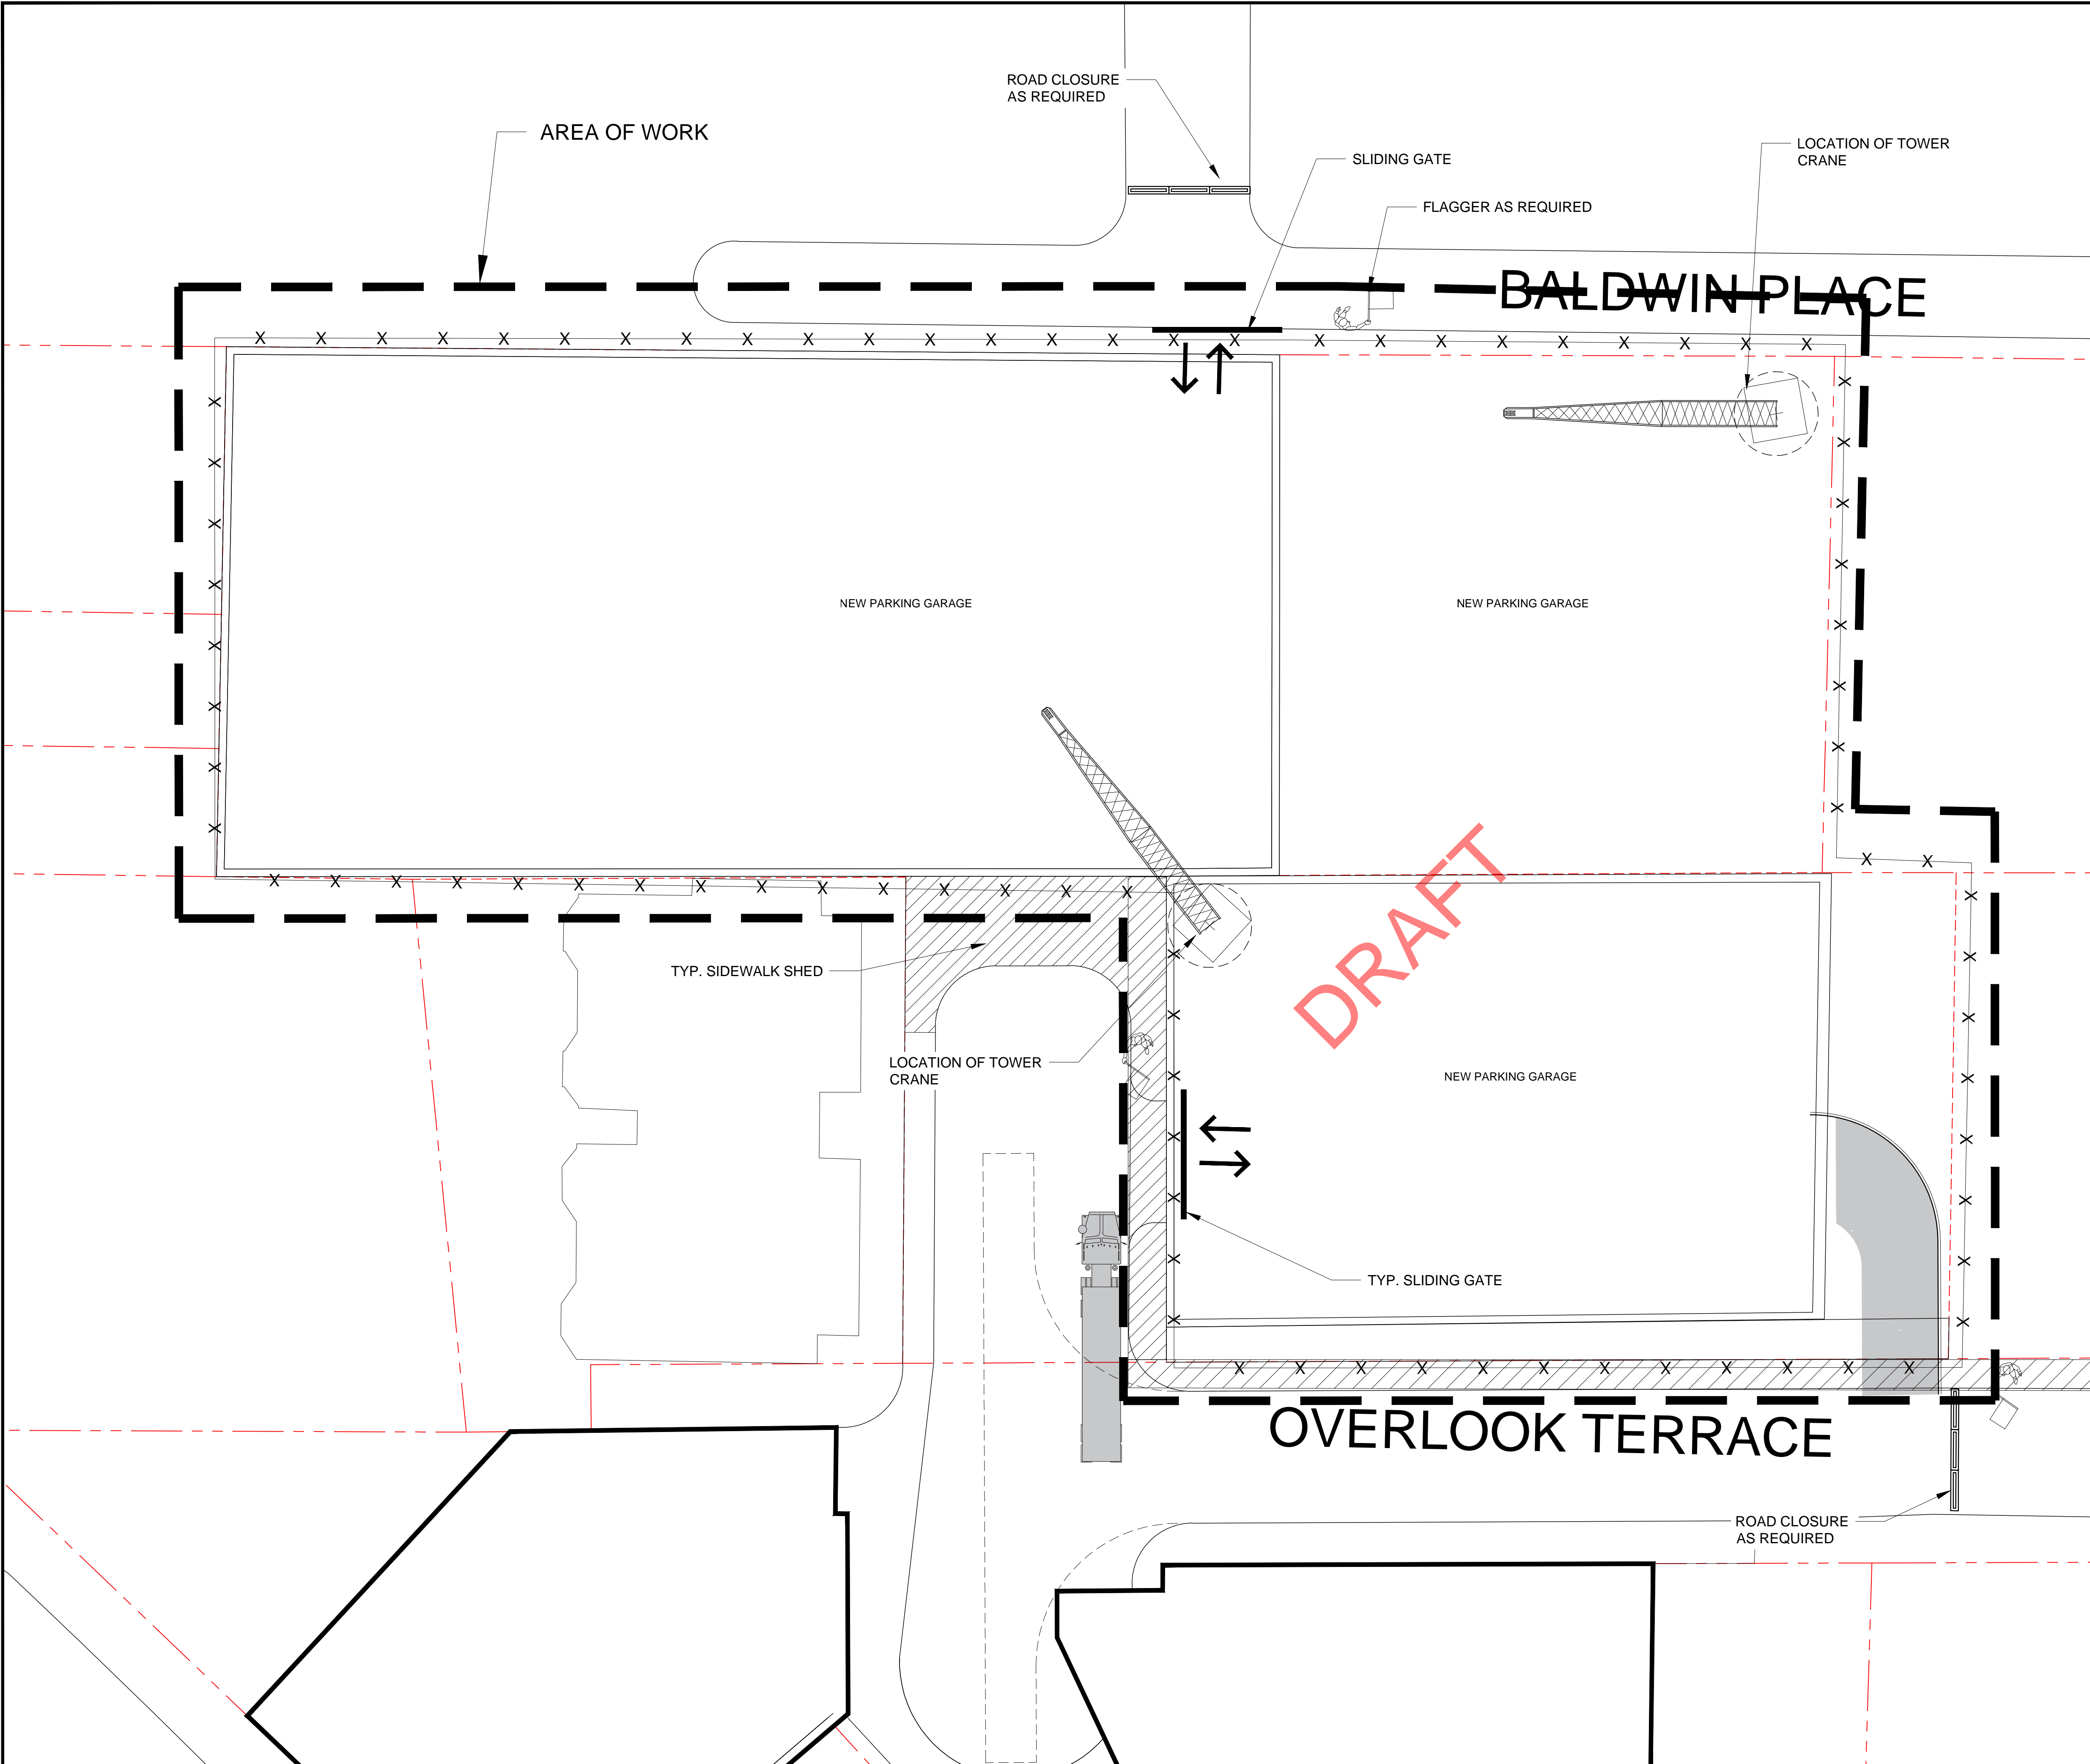 ROAD CLOSURE
AS REQUIRED
AREA OF WORK
LOCATION OF TOWER
CRANE
SLIDING GATE
FLAGGER AS REQUIRED
BALDWIN PLACE
NEW PARKING GARAGE
NEW PARKING GARAGE
DRAFT
TYP. SIDEWALK SHED
LOCATION OF TOWER
CRANE
NEW PARKING GARAGE
TYP. SLIDING GATE
OVERLOOK TERRACE
ROAD CLOSURE
AS REQUIRED